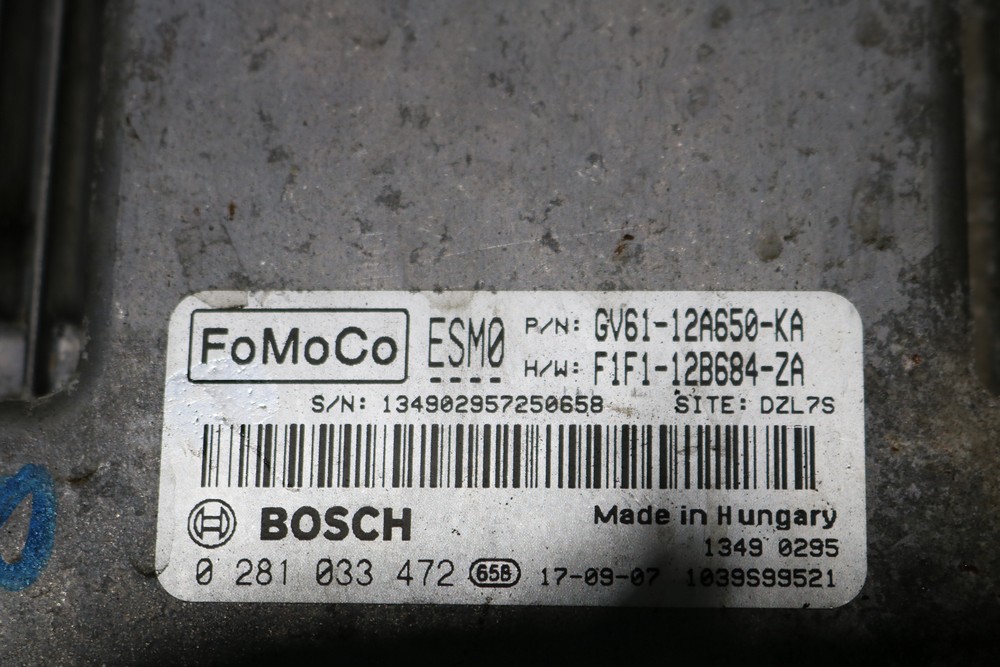 FoMoCo ESM0 P/N: GV61-12A650-KA
H/W: F1F1-12B684-ZA
S/N: 134902957250658 SITE: DZL7S
BOSCH Made in Hungary
1349 0295
0 281 033 472 658 17-09-07 1039S99521